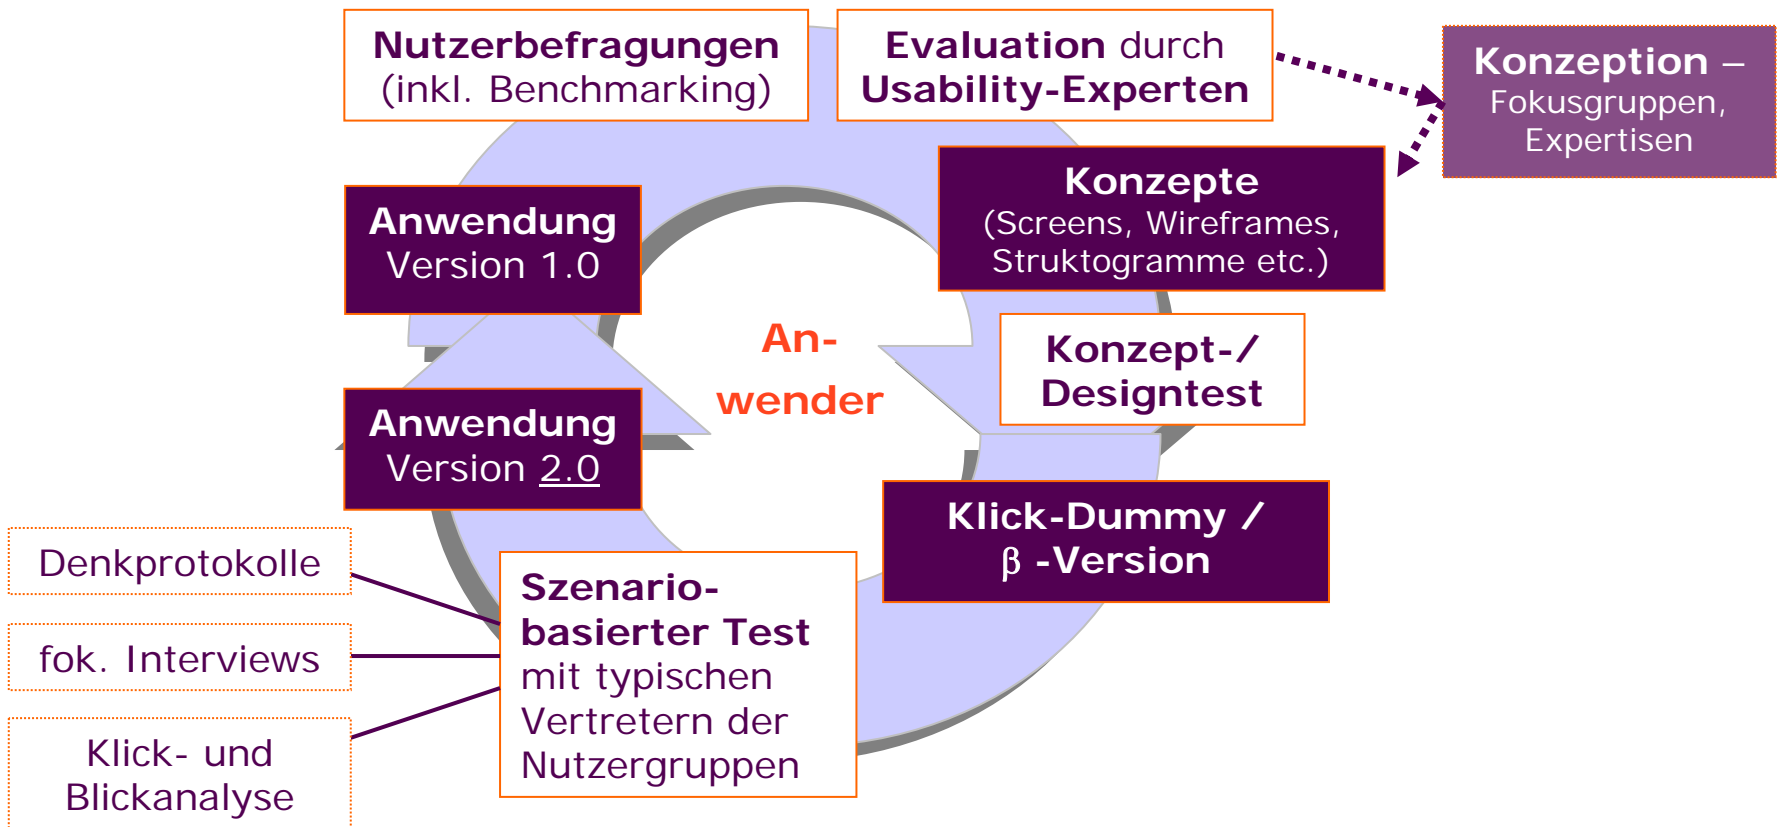 Nutzerbefragungen
(inkl. Benchmarking)
Evaluation durch
Usability-Experten
Konzeption –
Fokusgruppen,
Expertisen
Konzepte
(Screens, Wireframes,
Struktogramme etc.)
Anwendung
Version 1.0
An-
wender
Konzept-/
Designtest
Anwendung
Version 2.0
Klick-Dummy /
β -Version
Szenario-
basierter Test
mit typischen
Vertretern der
Nutzergruppen
Denkprotokolle
fok. Interviews
Klick- und
Blickanalyse